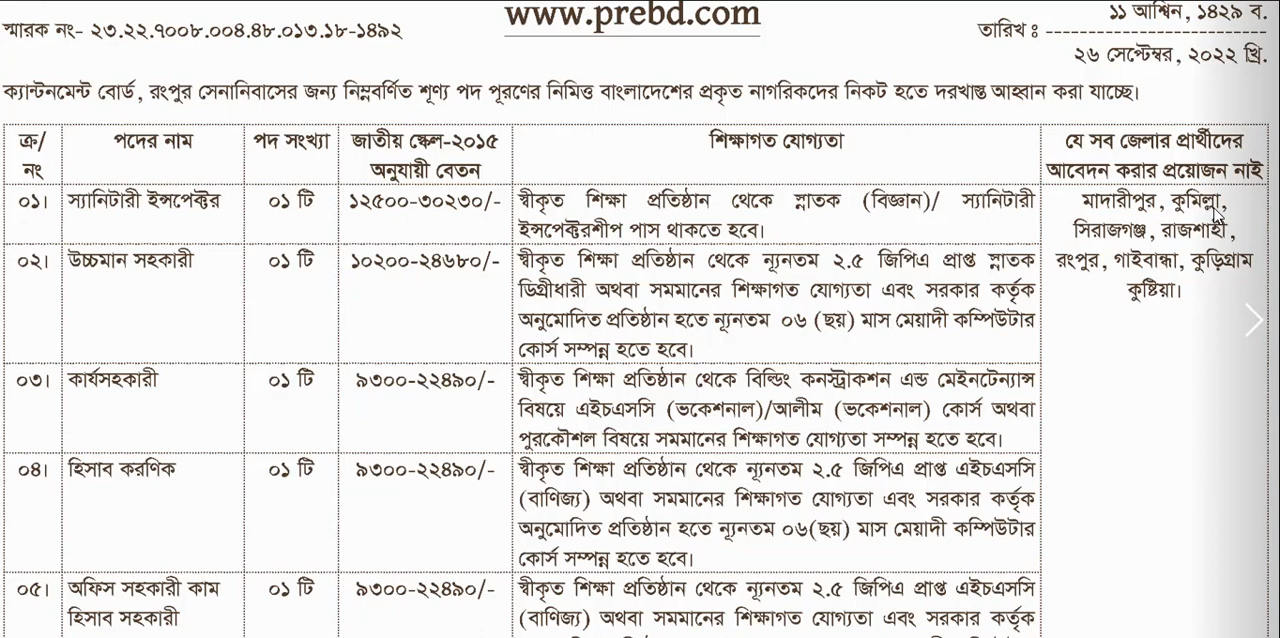 www.prebd.com
১১ আশ্বিন, ১৪২৯ ব.
স্মারক নং- ২৩.২২.৭০০৮.০০৪.৪৮.০১৩.১৮-১৪৯২
তারিখ ঃ
২৬ সেপ্টেম্বর, ২০২২ খ্রি.
ক্যান্টনমেন্ট বোর্ড, রংপুর সেনানিবাসের জন্য নিম্নবর্ণিত শূণ্য পদ পূরণের নিমিত্ত বাংলাদেশের প্রকৃত নাগরিকদের নিকট হতে দরখাস্ত আহ্বান করা যাচ্ছে।
ক্র/
নং
পদের নাম
পদ সংখ্যা
জাতীয় স্কেল-২০১৫
অনুযায়ী বেতন
শিক্ষাগত যোগ্যতা
যে সব জেলার প্রার্থীদের
আবেদন করার প্রয়োজন নাই
০১।
স্যানিটারী ইন্সপেক্টর
০১ টি
১২৫০০-৩০২৩০/-
স্বীকৃত শিক্ষা প্রতিষ্ঠান থেকে স্নাতক (বিজ্ঞান)/ স্যানিটারী
ইন্সপেক্টরশীপ পাস থাকতে হবে।
মাদারীপুর, কুমিল্লা,
সিরাজগঞ্জ, রাজশাহী,
রংপুর, গাইবান্ধা, কুড়িগ্রাম
কুষ্টিয়া।
০২।
উচ্চমান সহকারী
০১ টি
১০২০০-২৪৬৮০/-
স্বীকৃত শিক্ষা প্রতিষ্ঠান থেকে ন্যূনতম ২.৫ জিপিএ প্রাপ্ত স্নাতক
ডিগ্রীধারী অথবা সমমানের শিক্ষাগত যোগ্যতা এবং সরকার কর্তৃক
অনুমোদিত প্রতিষ্ঠান হতে ন্যূনতম ০৬ (ছয়) মাস মেয়াদী কম্পিউটার
কোর্স সম্পন্ন হতে হবে।
০৩।
কার্যসহকারী
০১ টি
৯৩০০-২২৪৯০/-
স্বীকৃত শিক্ষা প্রতিষ্ঠান থেকে বিল্ডিং কনস্ট্রাকশন এন্ড মেইনটেন্যান্স
বিষয়ে এইচএসসি (ভকেশনাল)/আলীম (ভকেশনাল) কোর্স অথবা
পুরকৌশল বিষয়ে সমমানের শিক্ষাগত যোগ্যতা সম্পন্ন হতে হবে।
০৪।
হিসাব করণিক
০১ টি
৯৩০০-২২৪৯০/-
স্বীকৃত শিক্ষা প্রতিষ্ঠান থেকে ন্যূনতম ২.৫ জিপিএ প্রাপ্ত এইচএসসি
(বাণিজ্য) অথবা সমমানের শিক্ষাগত যোগ্যতা এবং সরকার কর্তৃক
অনুমোদিত প্রতিষ্ঠান হতে ন্যূনতম ০৬(ছয়) মাস মেয়াদী কম্পিউটার
কোর্স সম্পন্ন হতে হবে।
০৫।
অফিস সহকারী কাম
হিসাব সহকারী
০১ টি
৯৩০০-২২৪৯০/-
স্বীকৃত শিক্ষা প্রতিষ্ঠান থেকে ন্যূনতম ২.৫ জিপিএ প্রাপ্ত এইচএসসি
(বাণিজ্য) অথবা সমমানের শিক্ষাগত যোগ্যতা এবং সরকার কর্তৃক